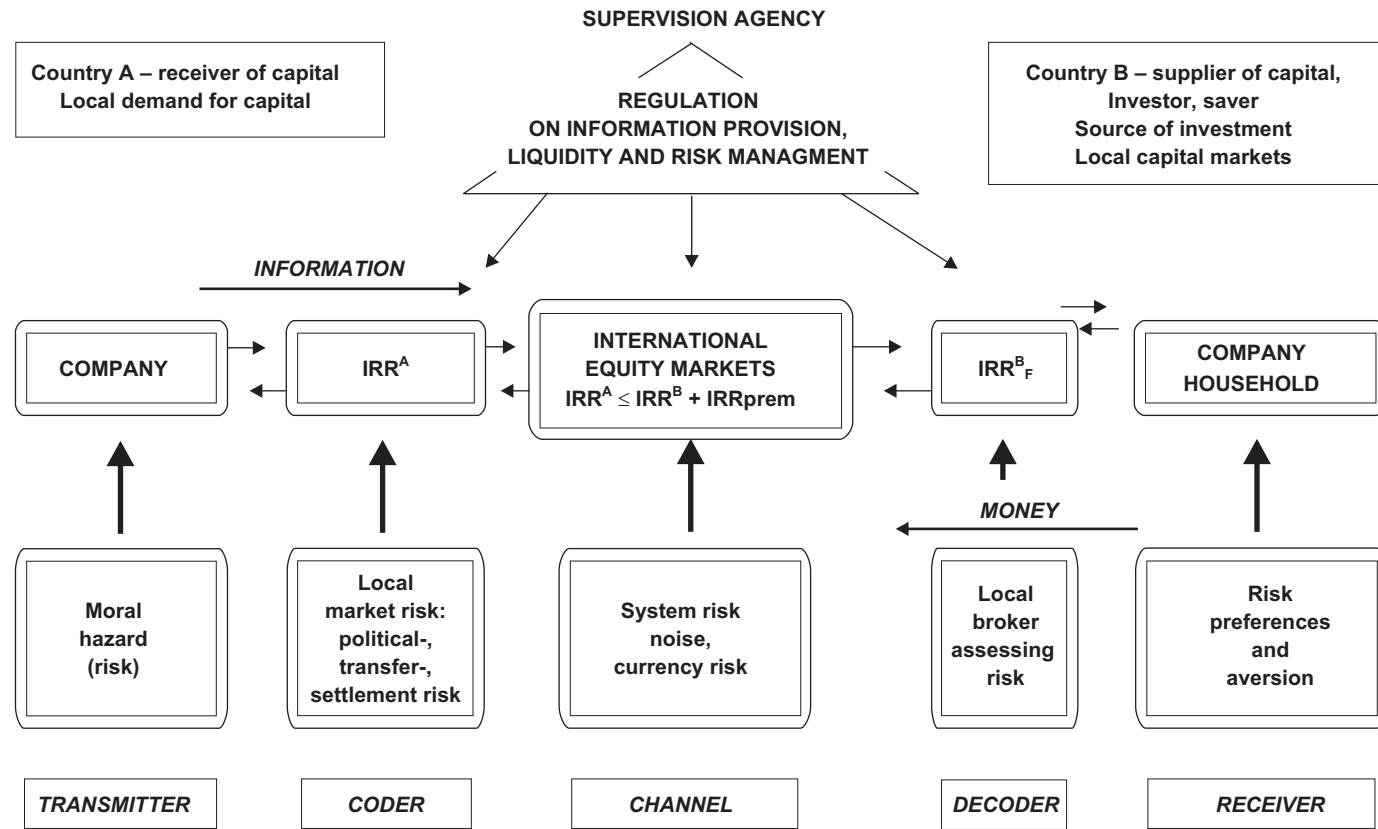 SUPERVISION AGENCY
Country A – receiver of capital
Local demand for capital
REGULATION
ON INFORMATION PROVISION,
LIQUIDITY AND RISK MANAGMENT
Country B – supplier of capital,
Investor, saver
Source of investment
Local capital markets
INFORMATION
COMPANY
IRR^A
INTERNATIONAL
EQUITY MARKETS
IRR^A ≤ IRR^B + IRRprem
IRR^B_F
COMPANY
HOUSEHOLD
MONEY
Moral
hazard
(risk)
Local
market risk:
political-,
transfer-,
settlement risk
System risk
noise,
currency risk
Local
broker
assessing
risk
Risk
preferences
and
aversion
TRANSMITTER
CODER
CHANNEL
DECODER
RECEIVER